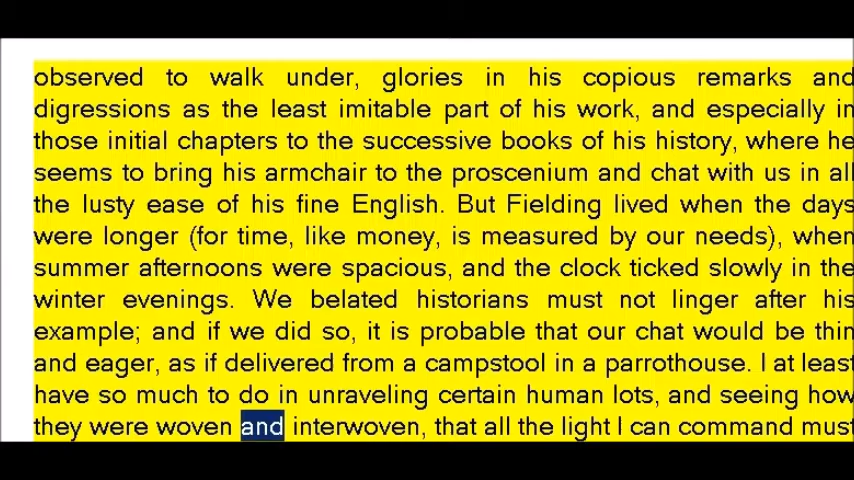 observed to walk under, glories in his copious remarks and
digressions as the least imitable part of his work, and especially in
those initial chapters to the successive books of his history, where he
seems to bring his armchair to the proscenium and chat with us in all
the lusty ease of his fine English. But Fielding lived when the days
were longer (for time, like money, is measured by our needs), when
summer afternoons were spacious, and the clock ticked slowly in the
winter evenings. We belated historians must not linger after his
example; and if we did so, it is probable that our chat would be thin
and eager, as if delivered from a campstool in a parrothouse. I at least
have so much to do in unraveling certain human lots, and seeing how
they were woven and interwoven, that all the light I can command must